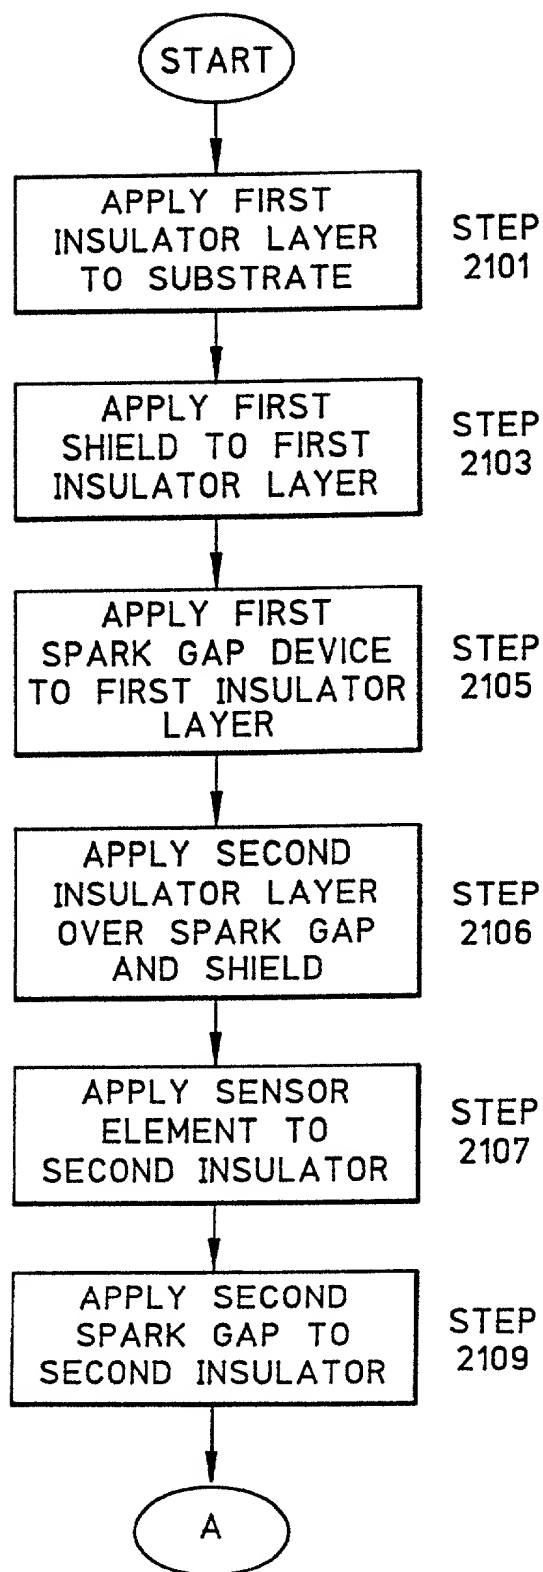 START
APPLY FIRST
INSULATOR LAYER
TO SUBSTRATE
STEP
2101
APPLY FIRST
SHIELD TO FIRST
INSULATOR LAYER
STEP
2103
APPLY FIRST
SPARK GAP DEVICE
TO FIRST INSULATOR
LAYER
STEP
2105
APPLY SECOND
INSULATOR LAYER
OVER SPARK GAP
AND SHIELD
STEP
2106
APPLY SENSOR
ELEMENT TO
SECOND INSULATOR
STEP
2107
APPLY SECOND
SPARK GAP TO
SECOND INSULATOR
STEP
2109
A